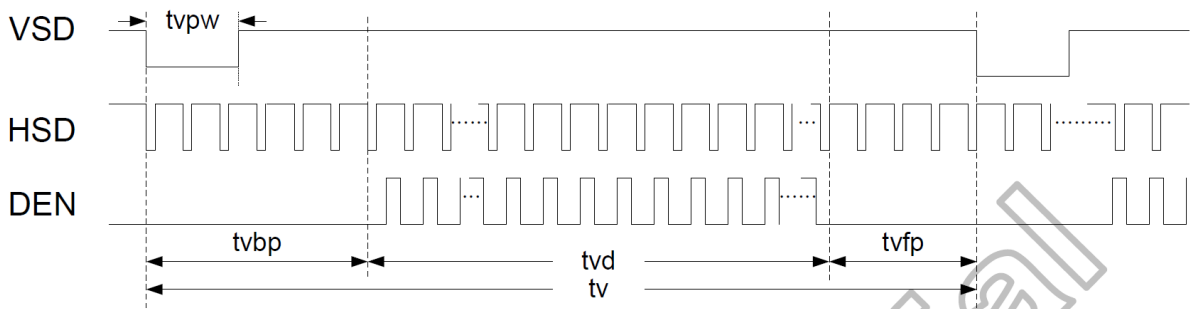 VSD
tvpw
HSD
...... ... .........
DEN
... ......
tvbp
tvd
tvfp
tv